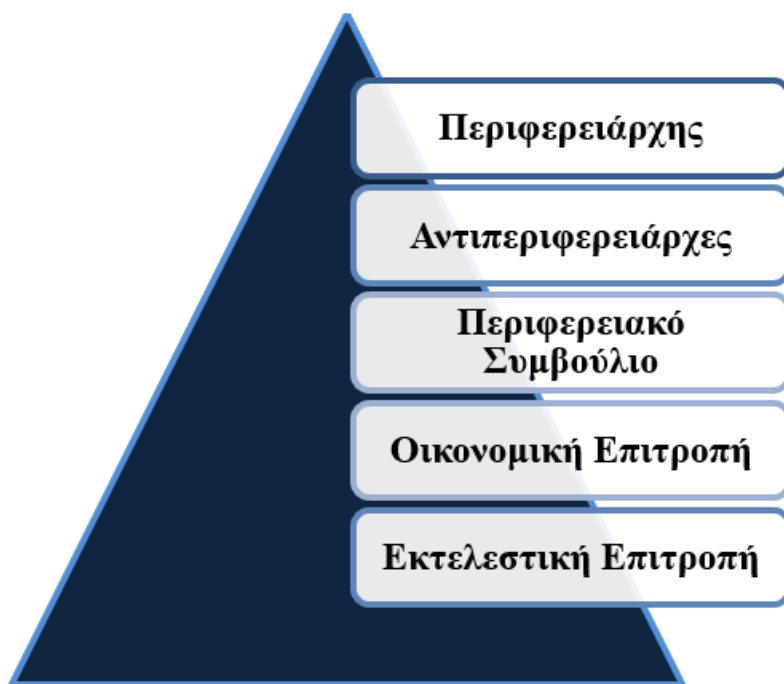 Περιφερειάρχης
Αντιπεριφερειάρχες
Περιφερειακό
Συμβούλιο
Οικονομική Επιτροπή
Εκτελεστική Επιτροπή